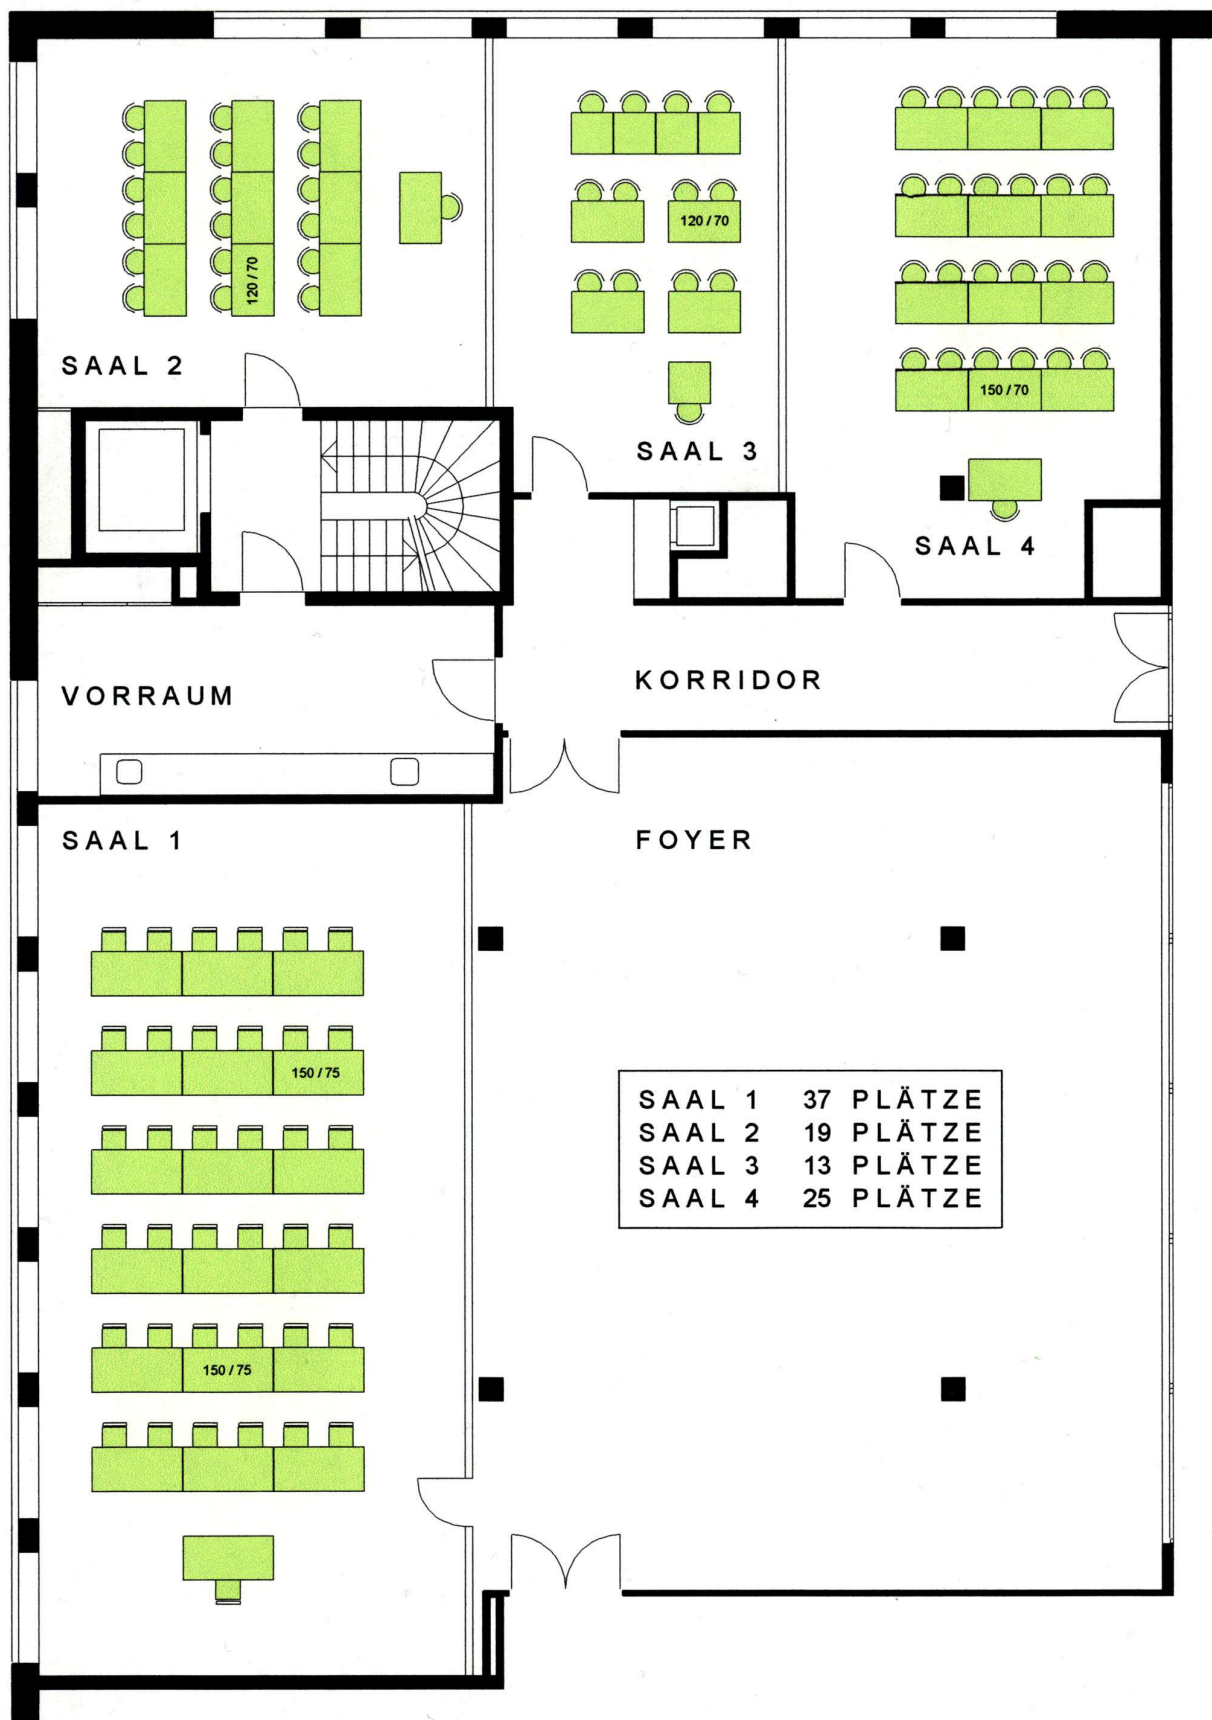 120 / 70
SAAL 2
120 / 70
SAAL 3
150 / 70
SAAL 4
VORRAUM
KORRIDOR
SAAL 1
FOYER
150 / 75
150 / 75
SAAL 1 37 PLÄTZE
SAAL 2 19 PLÄTZE
SAAL 3 13 PLÄTZE
SAAL 4 25 PLÄTZE